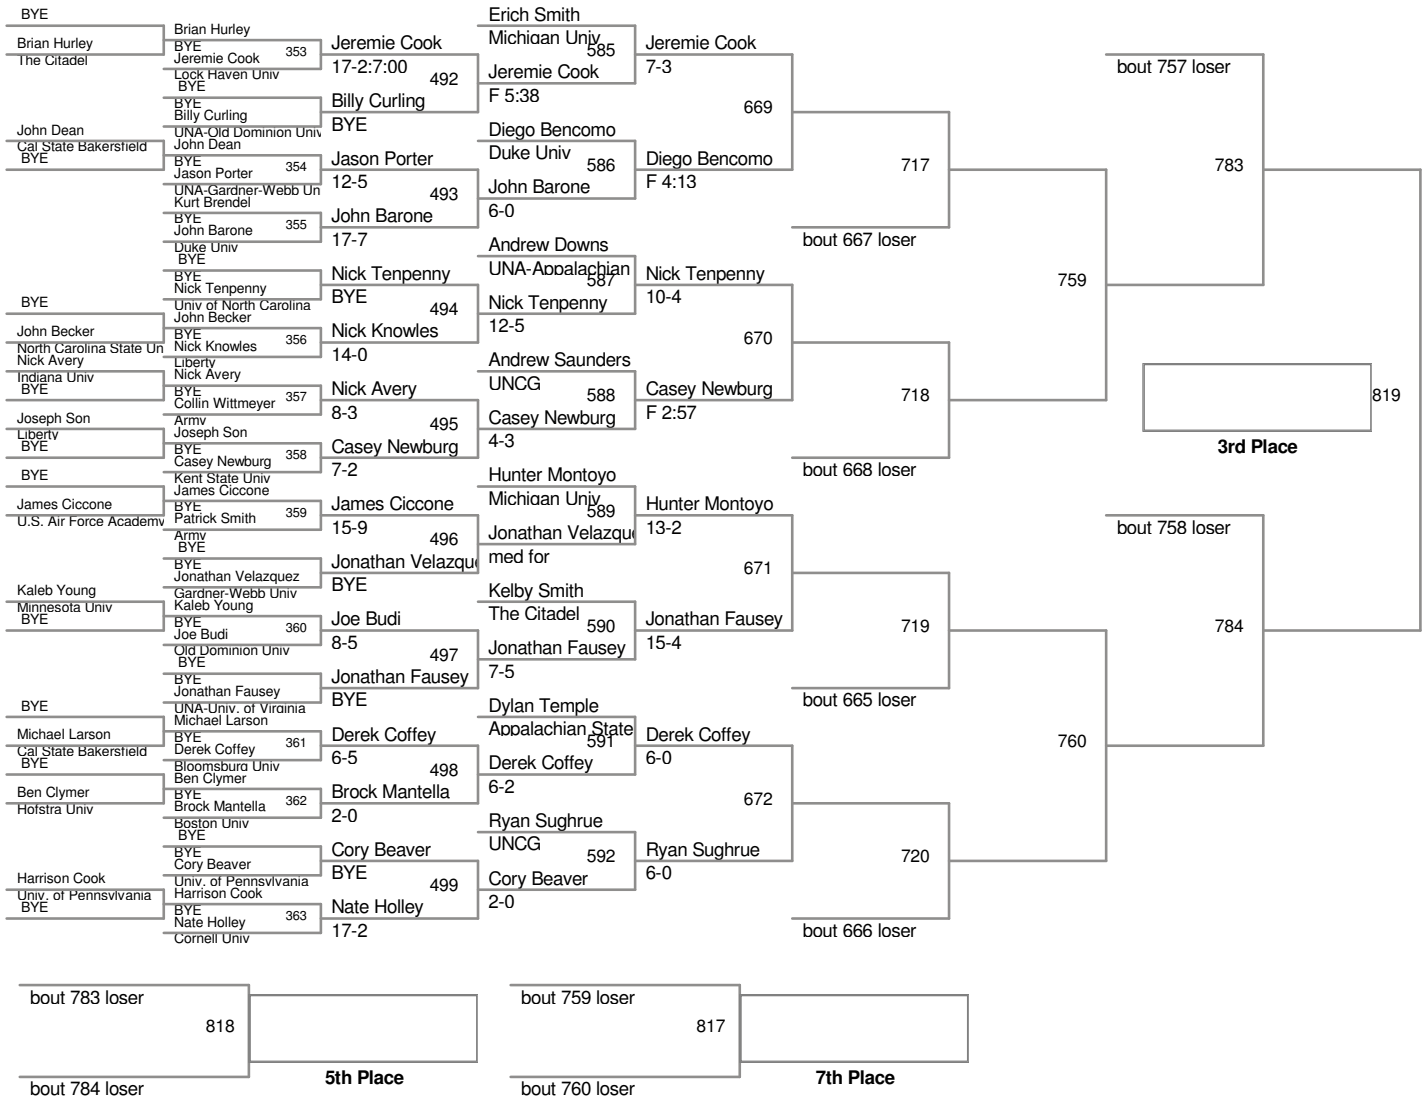 BYE
Brian Hurley
The Citadel
John Dean
Cal State Bakersfield
BYE
BYE
John Becker
North Carolina State Un
Nick Avery
Indiana Univ
BYE
Joseph Son
Liberty
BYE
BYE
James Ciccone
U.S. Air Force Academy
Kaleb Young
Minnesota Univ
BYE
BYE
Michael Larson
Cal State Bakersfield
BYE
Ben Clymer
Hofstra Univ
Harrison Cook
Univ. of Pennsylvania
BYE
Brian Hurley
BYE
353
Jeremie Cook
Lock Haven Univ
BYE
BYE
Billy Curling
UNA-Old Dominion Univ
John Dean
BYE
354
Jason Porter
UNA-Gardner-Webb Un
Kurt Brendel
BYE
355
John Barone
Duke Univ
BYE
BYE
Nick Tenpenny
Univ of North Carolina
John Becker
BYE
356
Nick Knowles
Liberty
Nick Avery
BYE
357
Collin Wittmeyer
Army
Joseph Son
BYE
358
Casey Newburg
Kent State Univ
James Ciccone
BYE
359
Patrick Smith
Army
BYE
BYE
Jonathan Velazquez
Gardner-Webb Univ
Kaleb Young
BYE
360
Joe Budi
Old Dominion Univ
BYE
BYE
Jonathan Fausey
UNA-Univ. of Virginia
Michael Larson
BYE
361
Derek Coffey
Bloomsburg Univ
Ben Clymer
BYE
362
Brock Mantella
Boston Univ
BYE
BYE
Cory Beaver
Univ. of Pennsylvania
Harrison Cook
BYE
363
Nate Holley
Cornell Univ
Jeremie Cook
17-2:7:00
492
Billy Curling
BYE
Jason Porter
12-5
493
John Barone
17-7
Nick Tenpenny
BYE
494
Nick Knowles
14-0
Nick Avery
8-3
495
Casey Newburg
7-2
James Ciccone
15-9
496
Jonathan Velazque
BYE
Joe Budi
8-5
497
Jonathan Fausey
BYE
Derek Coffey
6-5
498
Brock Mantella
2-0
Cory Beaver
BYE
499
Nate Holley
17-2
Erich Smith
Michigan Univ
585
Jeremie Cook
F 5:38
Diego Bencomo
Duke Univ
586
John Barone
6-0
Andrew Downs
UNA-Appalachian
587
Nick Tenpenny
12-5
Andrew Saunders
UNCG
588
Casey Newburg
4-3
Hunter Montoyo
Michigan Univ
589
Jonathan Velazque
med for
Kelby Smith
The Citadel
590
Jonathan Fausey
7-5
Dylan Temple
Appalachian State
591
Derek Coffey
6-2
Ryan Sughrue
UNCG
592
Cory Beaver
2-0
Jeremie Cook
7-3
669
Diego Bencomo
F 4:13
Nick Tenpenny
10-4
670
Casey Newburg
F 2:57
Hunter Montoyo
13-2
671
Jonathan Fausey
15-4
Derek Coffey
6-0
672
Ryan Sughrue
6-0
717
bout 667 loser
718
bout 668 loser
719
bout 665 loser
720
bout 666 loser
759
760
bout 757 loser
783
bout 758 loser
784
819
3rd Place
bout 783 loser
818
bout 784 loser
5th Place
bout 759 loser
817
bout 760 loser
7th Place